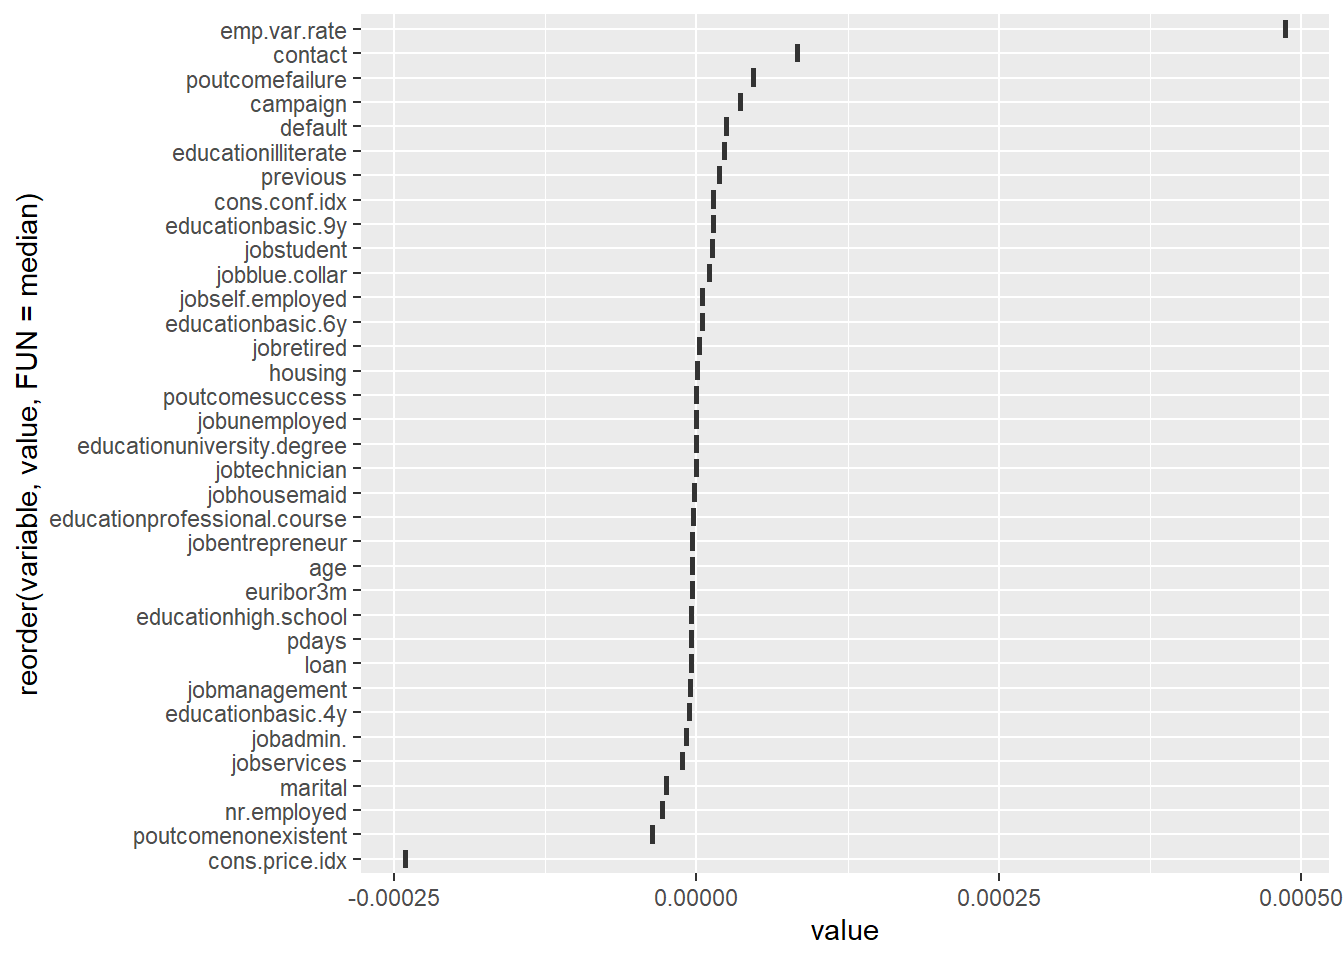 reorder(variable, value, FUN = median)
emp.var.rate
contact
poutcomefailure
campaign
default
educationilliterate
previous
cons.conf.idx
educationbasic.9y
jobstudent
jobblue.collar
jobself.employed
educationbasic.6y
jobretired
housing
poutcomesuccess
jobunemployed
educationuniversity.degree
jobtechnician
jobhousemaid
educationprofessional.course
jobentrepreneur
age
euribor3m
educationhigh.school
pdays
loan
jobmanagement
educationbasic.4y
jobadmin.
jobservices
marital
nr.employed
poutcomenonexistent
cons.price.idx
-0.00025 0.00000 0.00025 0.00050
value